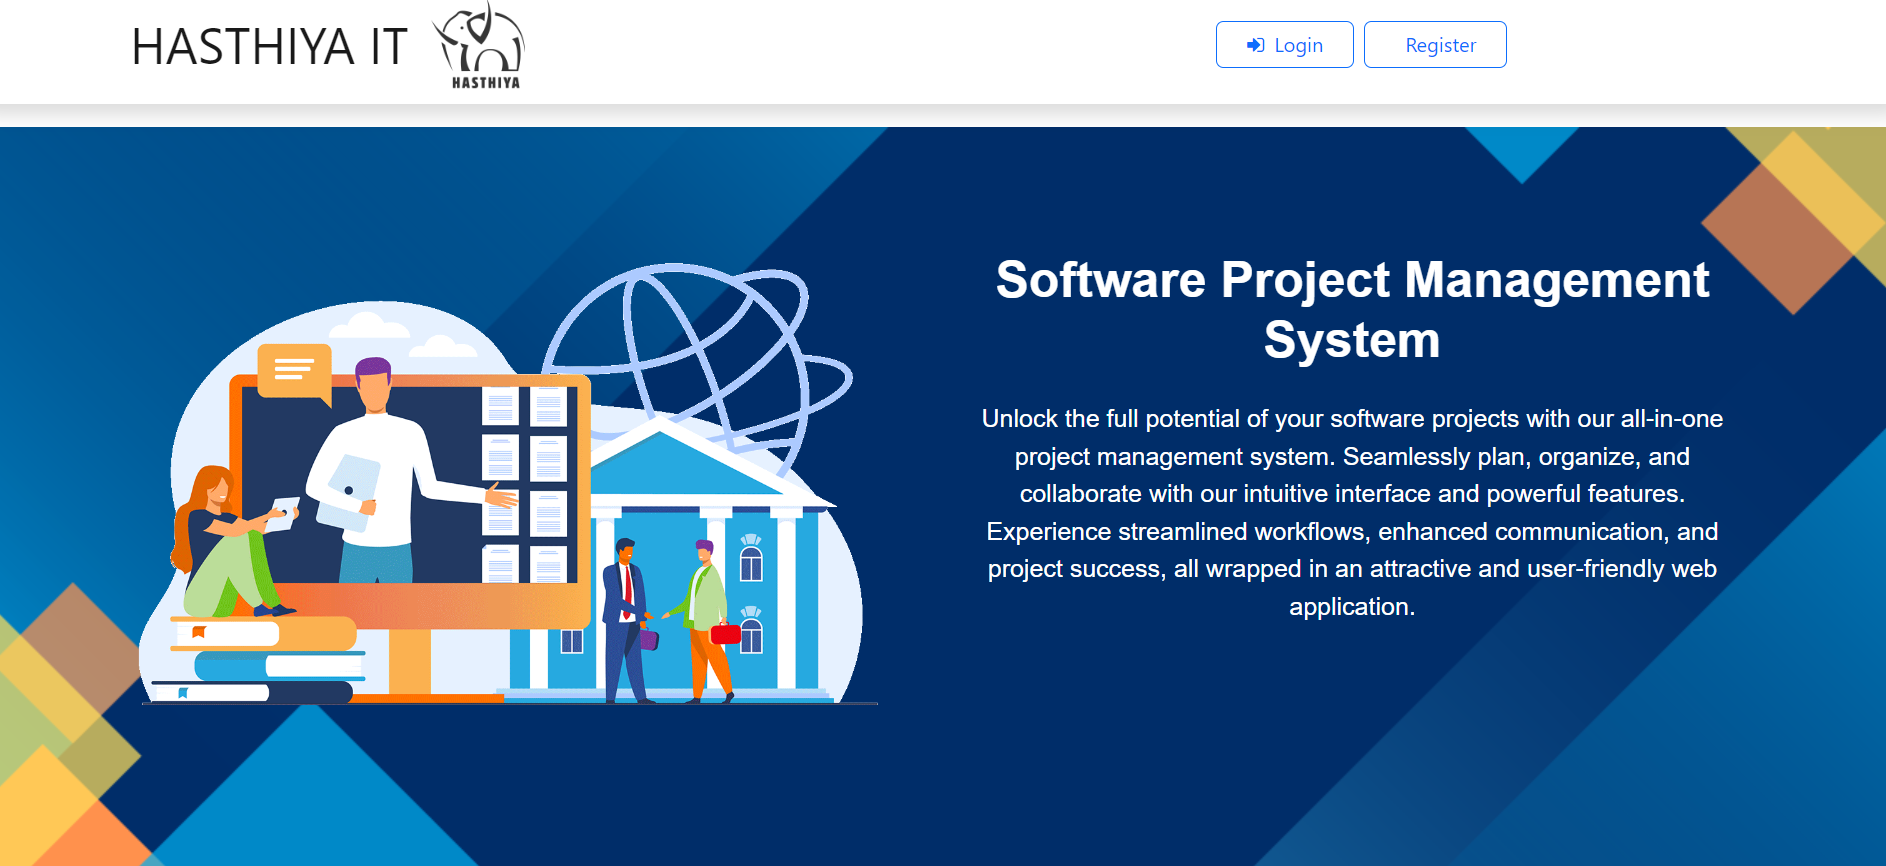 HASTHIYA IT
HASTHIYA
Login
Register
Software Project Management
System
Unlock the full potential of your software projects with our all-in-one
project management system. Seamlessly plan, organize, and
collaborate with our intuitive interface and powerful features.
Experience streamlined workflows, enhanced communication, and
project success, all wrapped in an attractive and user-friendly web
application.